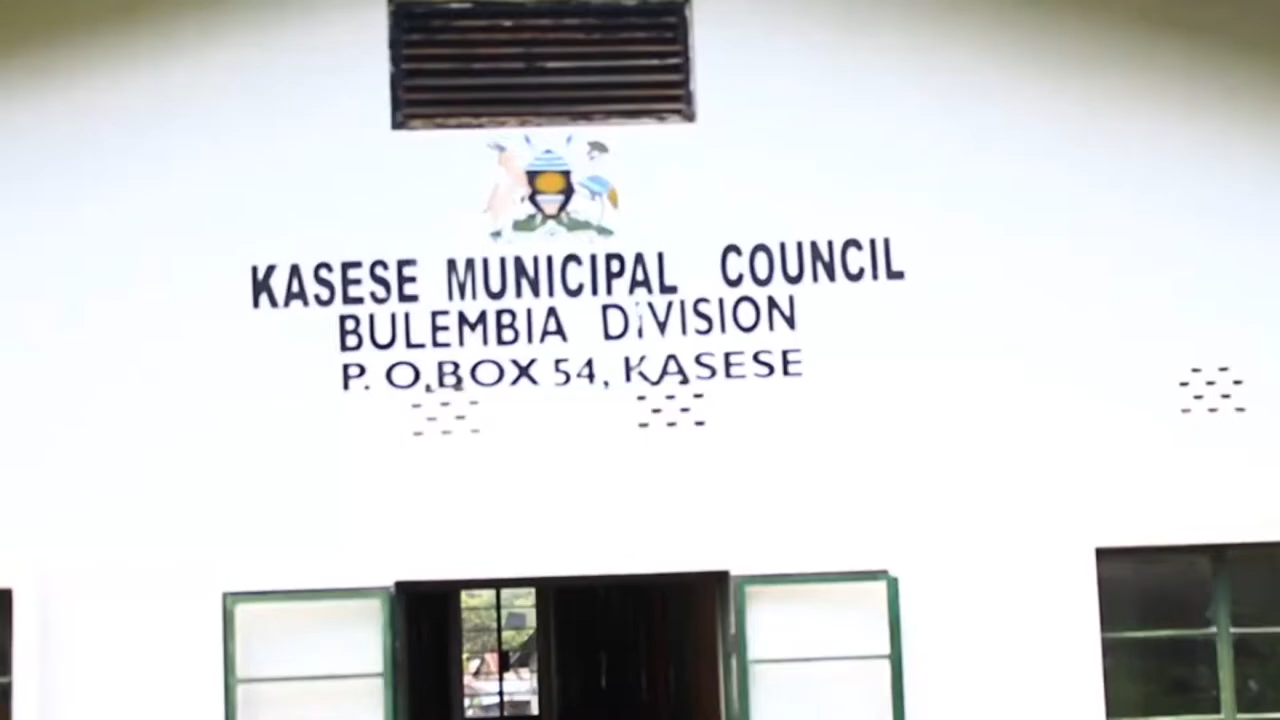 KASESE MUNICIPAL COUNCIL
BULEMBIA DIVISION
P. O. BOX 54, KASESE